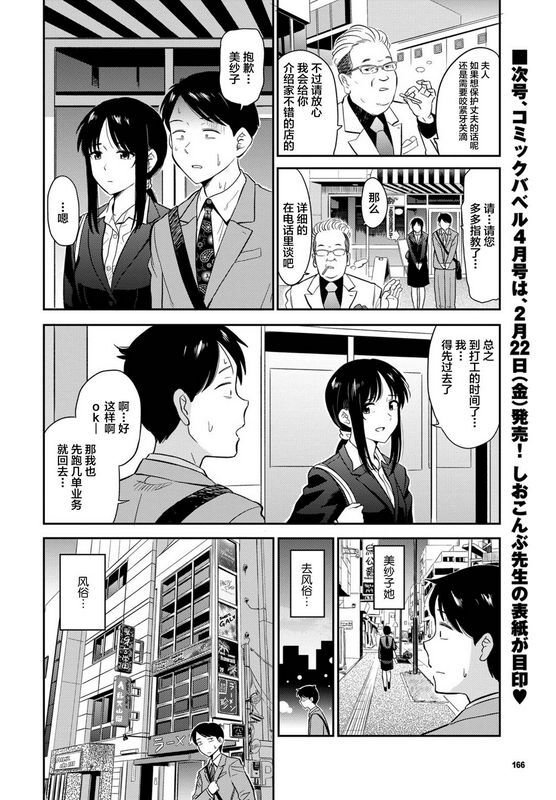 ■次号、コミックバベル4月号は、2月22日(金)発売！しおこんぶ先生の表紙が目印♥
夫人
如果想保护丈夫的话呢
还是需要咬紧牙关滴
不过请放心
我会给你
介绍家不错的店的
抱歉…
美纱子
…嗯
请…请您
多多指教了…
那么
详细的
在电话里谈吧
总之
到打工的时间了…
我…
得先过去了
啊…好
这样啊
ok—
那我也
先跑几单业务
就回去…
美纱子她
去风俗…
风俗…
ラーメン
166